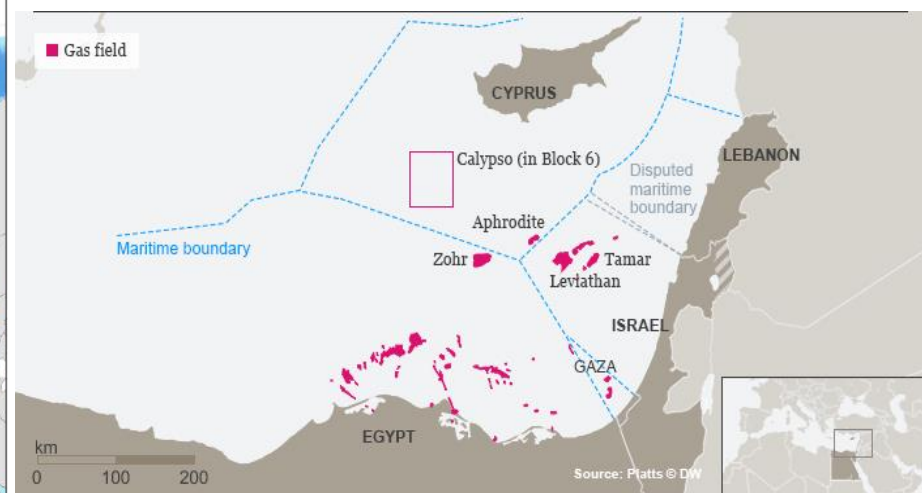 Gas field
CYPRUS
Calypso (in Block 6)
LEBANON
Disputed
maritime
boundary
Aphrodite
Maritime boundary
Zohr
Tamar
Leviathan
ISRAEL
GAZA
EGYPT
km
0 100 200
Source: Platts © DW